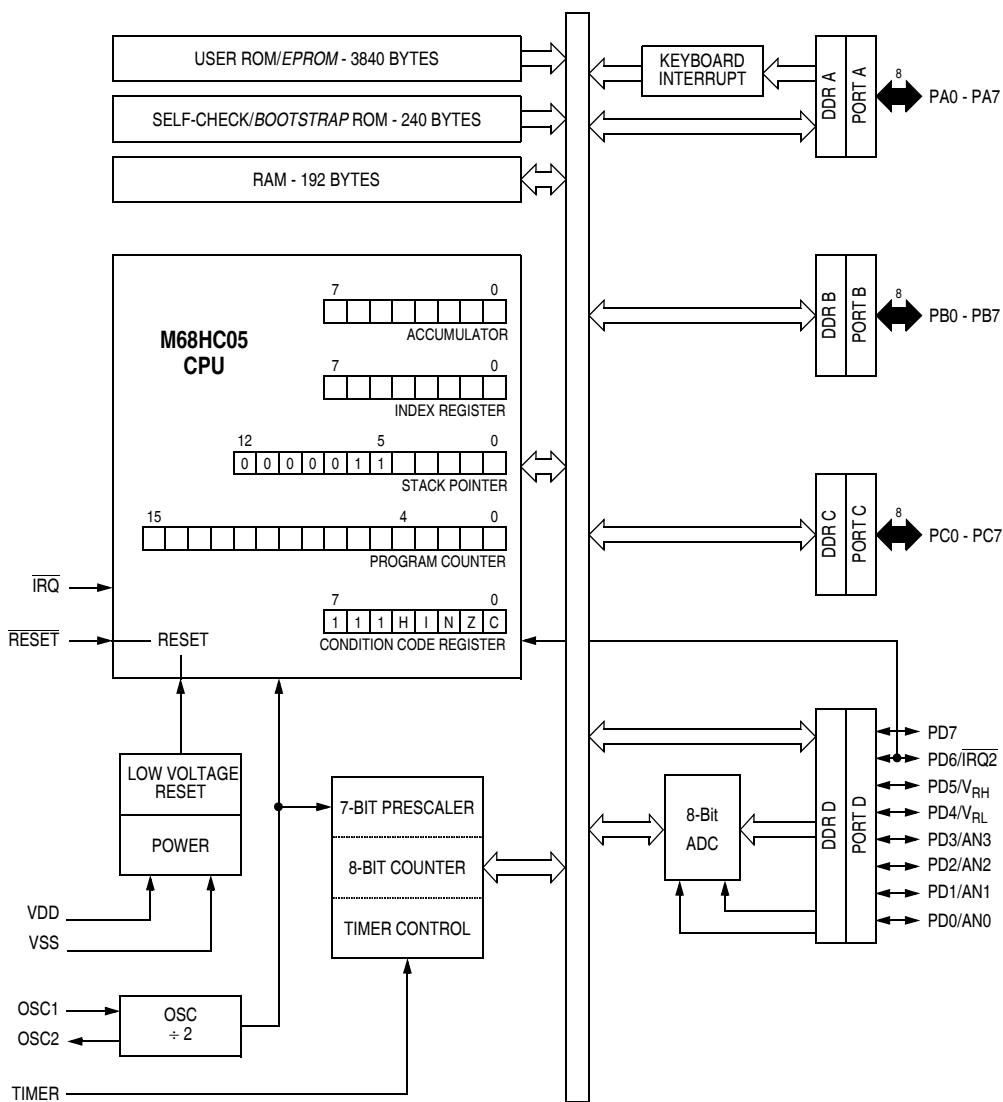 USER ROM/EPROM - 3840 BYTES
SELF-CHECK/BOOTSTRAP ROM - 240 BYTES
RAM - 192 BYTES
KEYBOARD
INTERRUPT
DDR A
PORT A
8
PA0 - PA7
M68HC05
CPU
7 0
ACCUMULATOR
7 0
INDEX REGISTER
12 5 0
0 0 0 0 0 1 1
STACK POINTER
15 4 0
PROGRAM COUNTER
7 0
1 1 1 H I N Z C
CONDITION CODE REGISTER
IRQ
RESET
RESET
DDR B
PORT B
8
PB0 - PB7
DDR C
PORT C
8
PC0 - PC7
LOW VOLTAGE
RESET
POWER
VDD
VSS
7-BIT PRESCALER
8-BIT COUNTER
TIMER CONTROL
OSC1
OSC2
OSC
÷ 2
TIMER
8-Bit
ADC
DDR D
PORT D
PD7
PD6/IRQ2
PD5/VRH
PD4/VRL
PD3/AN3
PD2/AN2
PD1/AN1
PD0/AN0